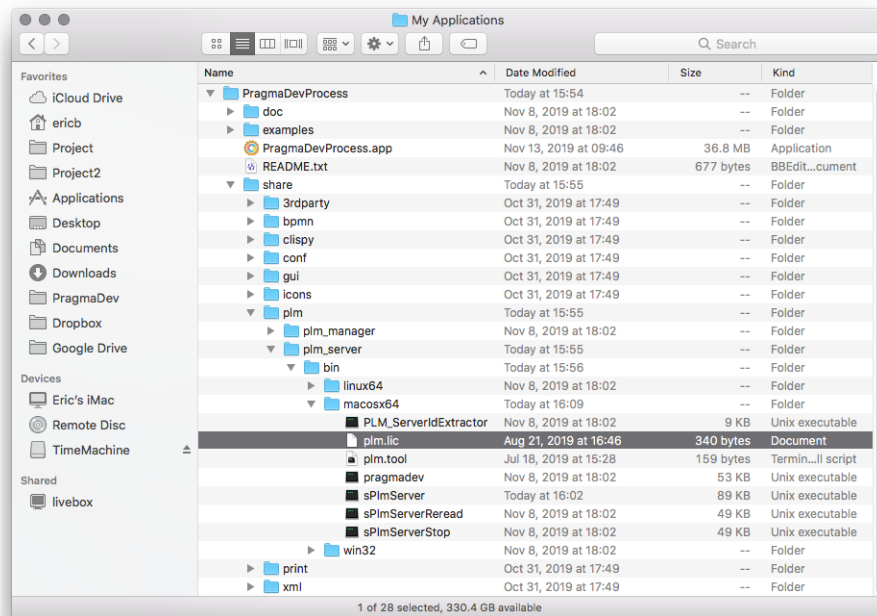 My Applications
Search
Favorites
iCloud Drive
ericb
Project
Project2
Applications
Desktop
Documents
Downloads
PragmaDev
Dropbox
Google Drive
Devices
Eric's iMac
Remote Disc
TimeMachine
Shared
livebox
Name Date Modified Size Kind
PragmaDevProcess Today at 15:54 -- Folder
doc Nov 8, 2019 at 18:02 -- Folder
examples Nov 8, 2019 at 18:02 -- Folder
PragmaDevProcess.app Nov 13, 2019 at 09:46 36.8 MB Application
README.txt Nov 8, 2019 at 18:02 677 bytes BBEdit...cument
share Today at 15:55 -- Folder
3rdparty Oct 31, 2019 at 17:49 -- Folder
bpmn Oct 31, 2019 at 17:49 -- Folder
clispy Oct 31, 2019 at 17:49 -- Folder
conf Oct 31, 2019 at 17:49 -- Folder
gui Oct 31, 2019 at 17:49 -- Folder
icons Oct 31, 2019 at 17:49 -- Folder
plm Today at 15:55 -- Folder
plm_manager Nov 8, 2019 at 18:02 -- Folder
plm_server Today at 15:55 -- Folder
bin Today at 15:56 -- Folder
linux64 Nov 8, 2019 at 18:02 -- Folder
macosx64 Today at 16:09 -- Folder
PLM_ServerIdExtractor Nov 8, 2019 at 18:02 9 KB Unix executable
plm.lic Aug 21, 2019 at 16:46 340 bytes Document
plm.tool Jul 18, 2019 at 15:28 159 bytes Termin...ll script
pragmadev Nov 8, 2019 at 18:02 53 KB Unix executable
sPlmServer Today at 16:02 89 KB Unix executable
sPlmServerReread Nov 8, 2019 at 18:02 49 KB Unix executable
sPlmServerStop Nov 8, 2019 at 18:02 49 KB Unix executable
win32 Nov 8, 2019 at 18:02 -- Folder
print Oct 31, 2019 at 17:49 -- Folder
xml Oct 31, 2019 at 17:49 -- Folder
1 of 28 selected, 330.4 GB available